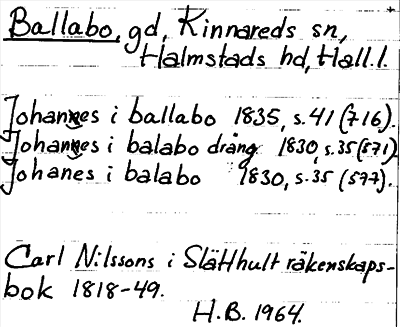 Ballabo, gd, Kinnareds sn,
Halmstads hd, Hall. l.
Johannes i ballabo 1835, s. 41 (716).
Johannes i balabo dräng 1830, s. 35 (571)
Johanes i balabo 1830, s. 35 (577).
Carl Nilssons i Slätthult räkenskaps-
bok 1818-49.
H.B. 1964.